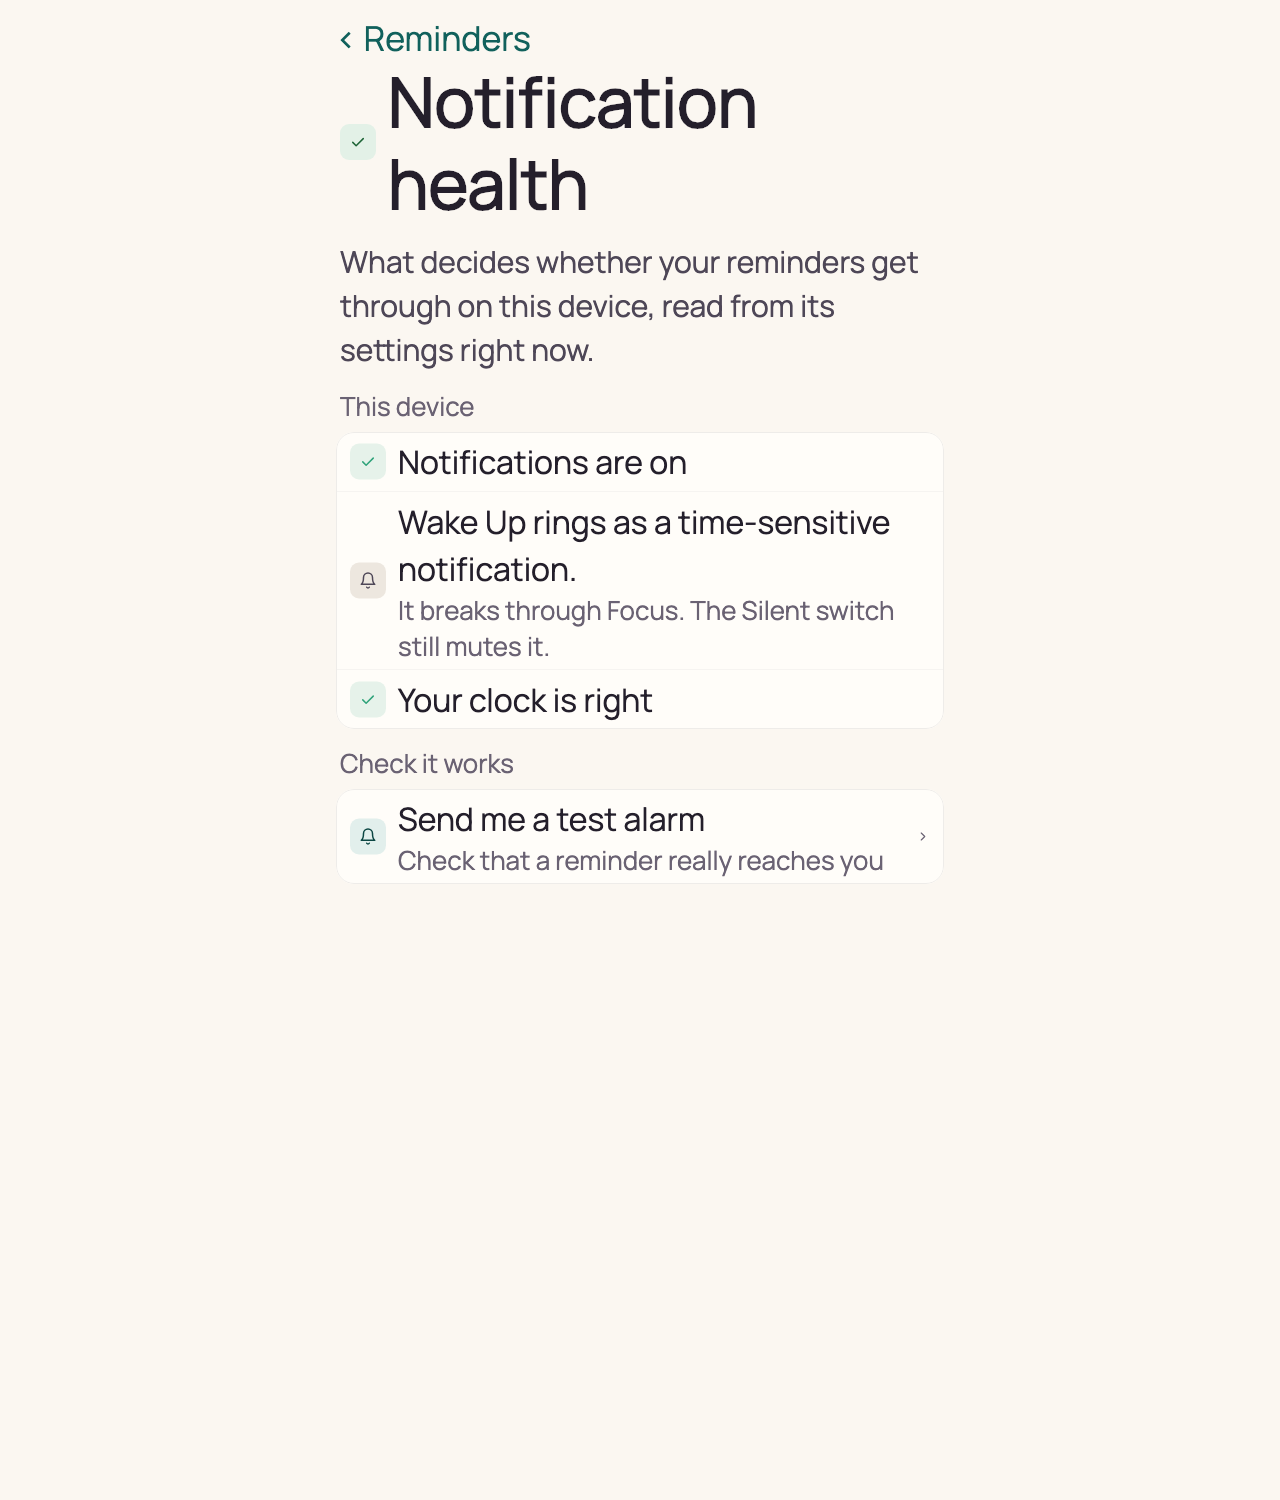 Reminders
Notification
health
What decides whether your reminders get
through on this device, read from its
settings right now.
This device
Notifications are on
Wake Up rings as a time-sensitive
notification.
It breaks through Focus. The Silent switch
still mutes it.
Your clock is right
Check it works
Send me a test alarm
Check that a reminder really reaches you